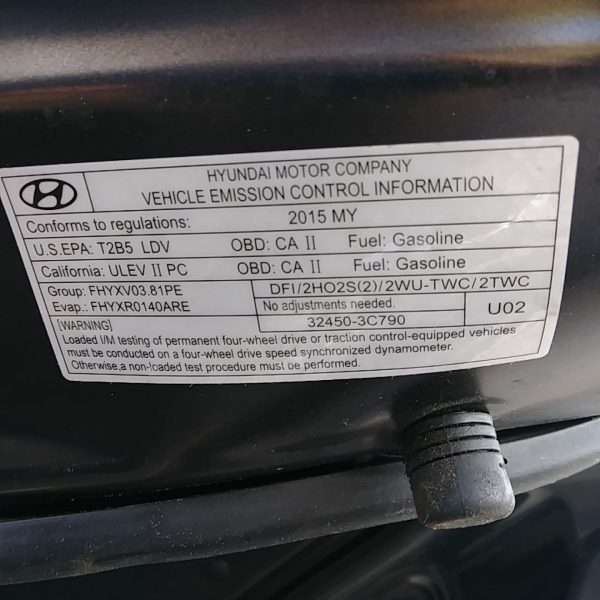 HYUNDAI MOTOR COMPANY
VEHICLE EMISSION CONTROL INFORMATION
Conforms to regulations: 2015 MY
U.S.EPA: T2B5 LDV OBD: CA II Fuel: Gasoline
California: ULEV II PC OBD: CA II Fuel: Gasoline
Group: FHYXV03.81PE DFI/2HO2S(2)/2WU-TWC/2TWC
Evap.: FHYXR0140ARE No adjustments needed. U02
[WARNING] 32450-3C790
Loaded I/M testing of permanent four-wheel drive or traction control-equipped vehicles
must be conducted on a four-wheel drive speed synchronized dynamometer.
Otherwise,a non-loaded test procedure must be performed.